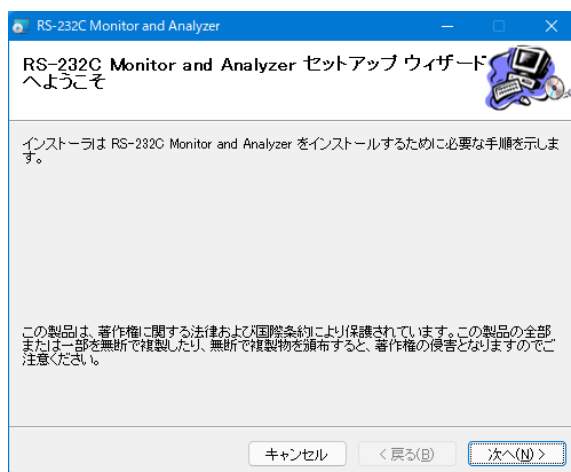 RS-232C Monitor and Analyzer
RS-232C Monitor and Analyzer セットアップ ウィザード
へようこそ
インストーラは RS-232C Monitor and Analyzer をインストールするために必要な手順を示しま
す。
この製品は、著作権に関する法律および国際条約により保護されています。この製品の全部
または一部を無断で複製したり、無断で複製物を頒布すると、著作権の侵害となりますのでご
注意ください。
キャンセル
< 戻る(B)
次へ(N) >